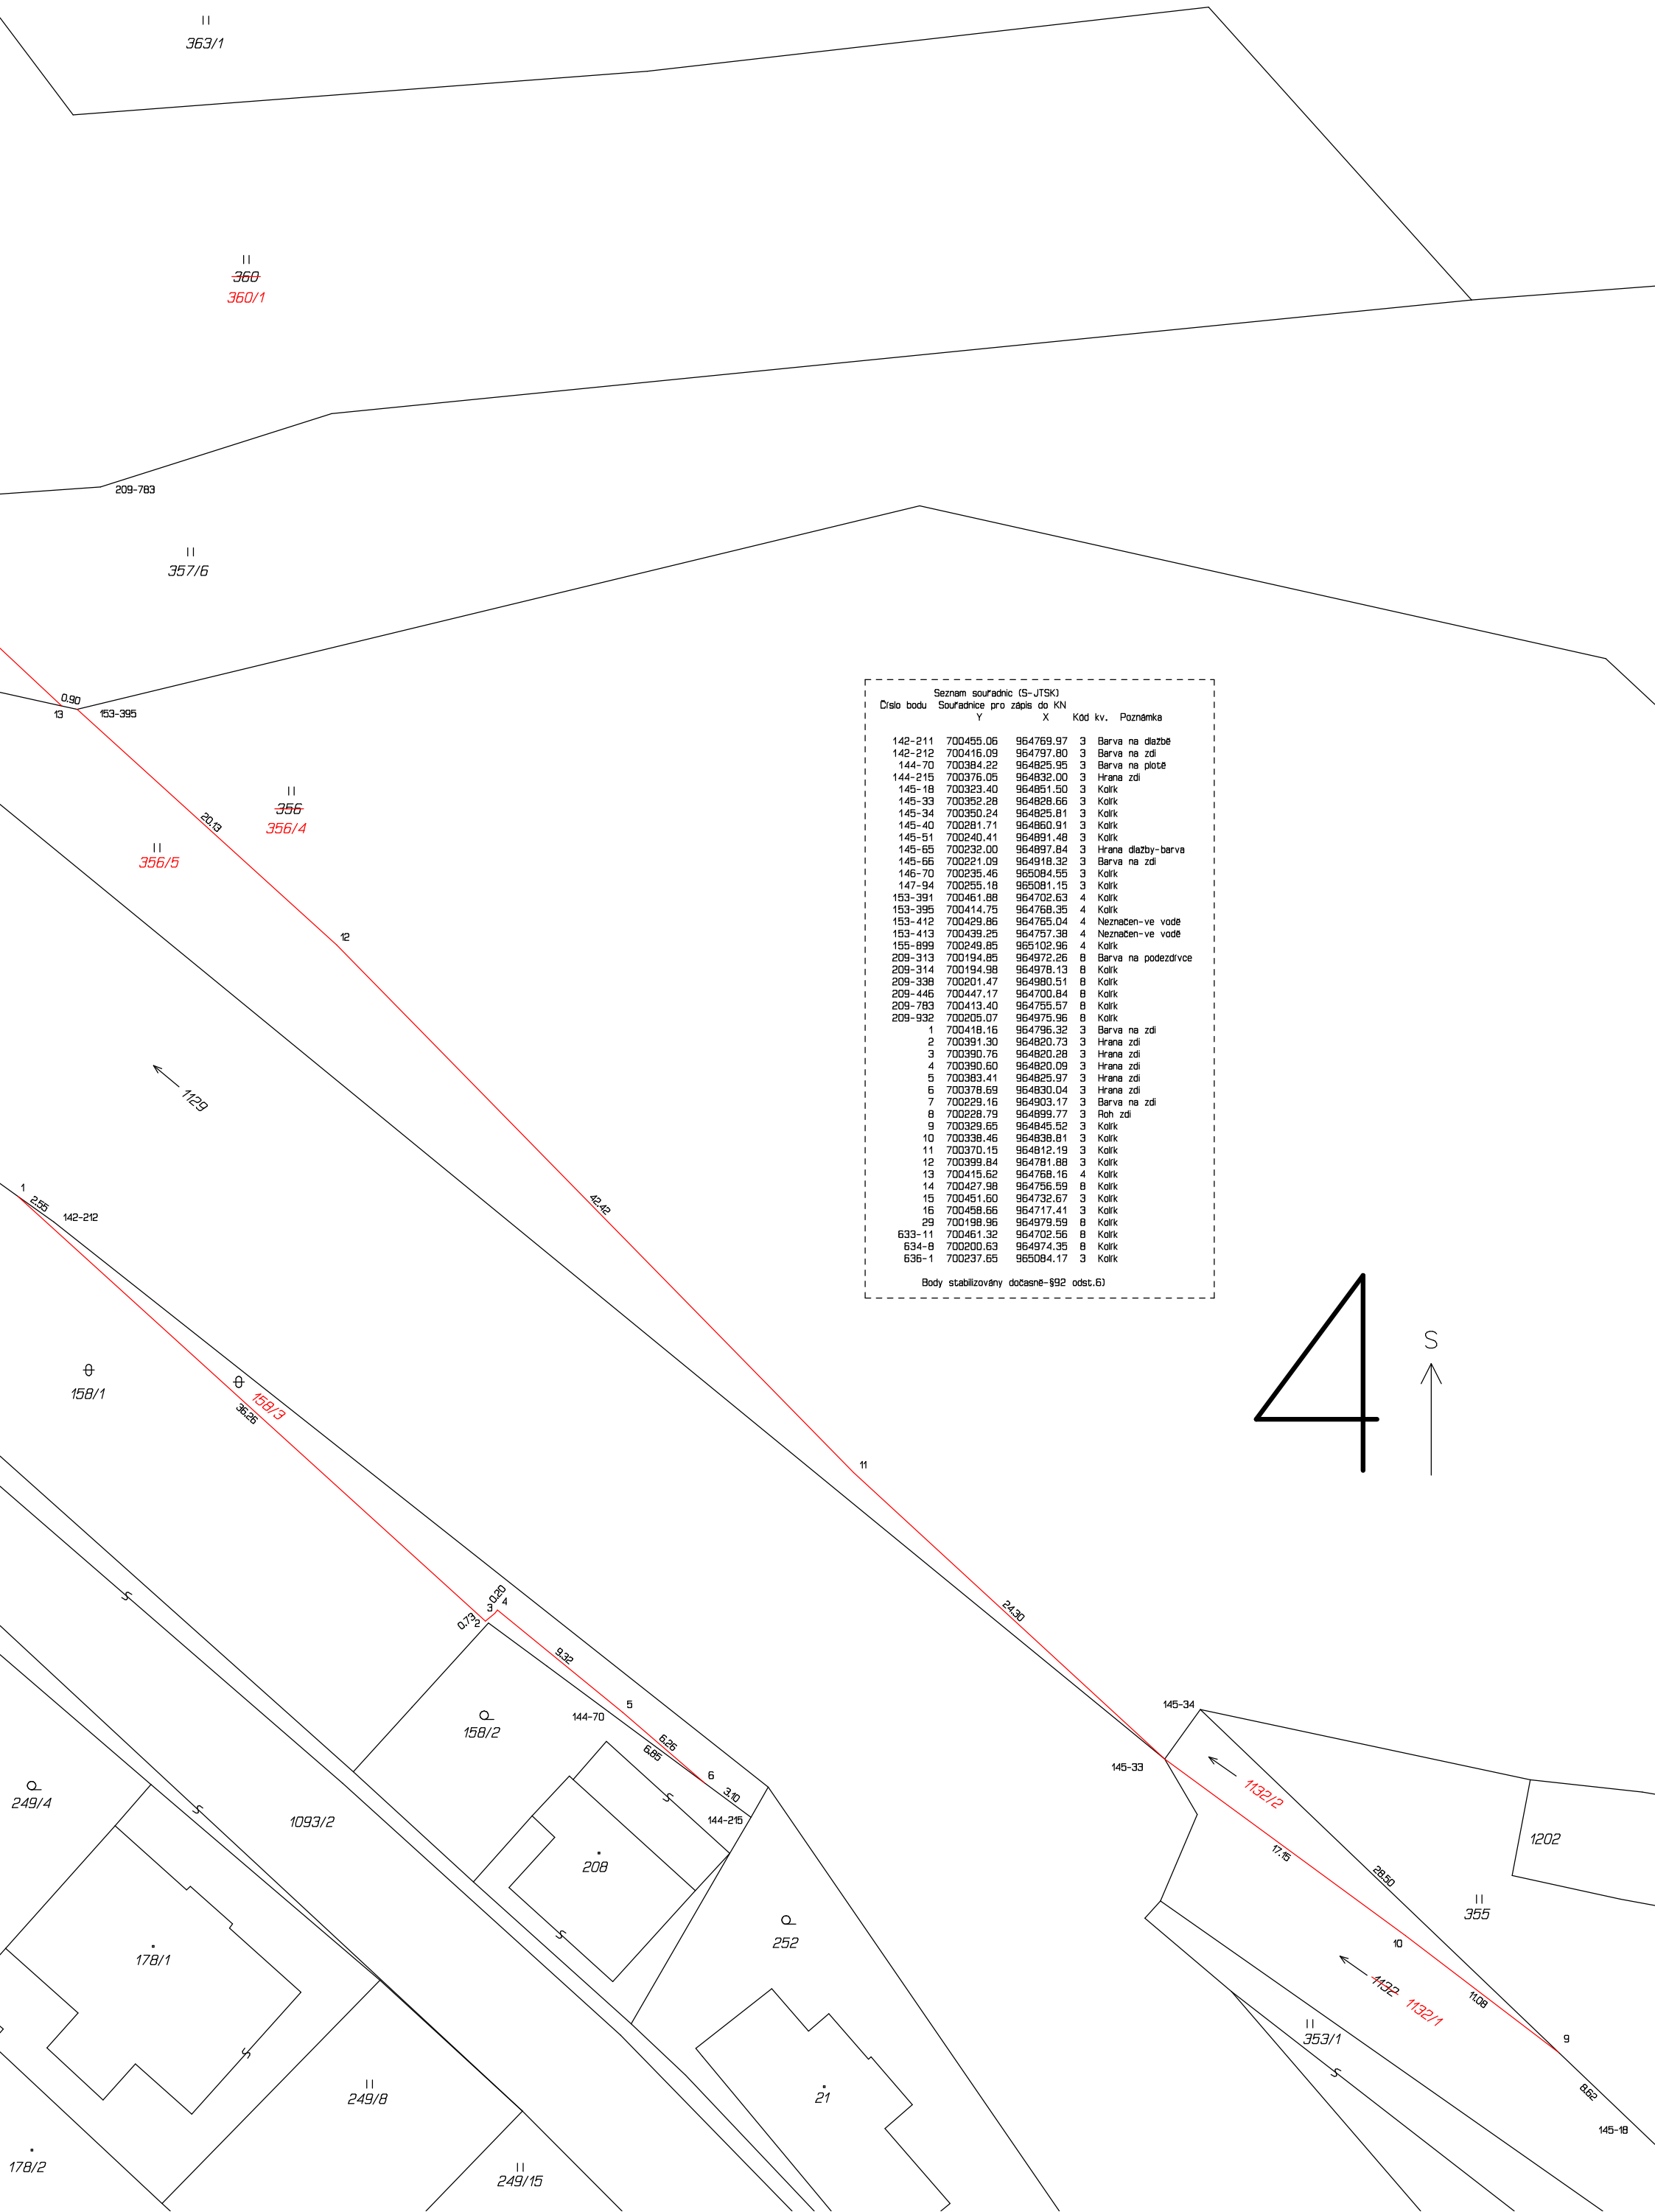 363/1
360
360/1
209-783
357/6
0.90
13
153-395
Seznam souřadnic (S-JTSK)
Číslo bodu Souřadnice pro zápis do KN
Y X Kód kv. Poznámka
142-211 700455.06 964769.97 3 Barva na dlažbě
142-212 700416.09 964797.80 3 Barva na zdi
144-70 700384.22 964825.95 3 Barva na plotě
144-215 700376.05 964832.00 3 Hrana zdi
145-18 700323.40 964851.50 3 Kolík
145-33 700352.28 964828.66 3 Kolík
145-34 700350.24 964825.81 3 Kolík
145-40 700281.71 964860.91 3 Kolík
145-51 700240.41 964891.48 3 Kolík
145-65 700232.00 964897.84 3 Hrana dlažby-barva
145-66 700221.09 964918.32 3 Barva na zdi
146-70 700235.46 965084.55 3 Kolík
147-94 700255.18 965081.15 3 Kolík
153-391 700461.88 964702.63 4 Kolík
153-395 700414.75 964768.35 4 Kolík
153-412 700429.86 964765.04 4 Neznačen-ve vodě
153-413 700439.25 964757.38 4 Neznačen-ve vodě
155-899 700249.85 965102.96 4 Kolík
209-313 700194.85 964972.26 8 Barva na podezdívce
209-314 700194.98 964978.13 8 Kolík
209-338 700201.47 964980.51 8 Kolík
209-446 700447.17 964700.84 8 Kolík
209-783 700413.40 964755.57 8 Kolík
209-932 700205.07 964975.96 8 Kolík
1 700418.16 964796.32 3 Barva na zdi
2 700391.30 964820.73 3 Hrana zdi
3 700390.76 964820.28 3 Hrana zdi
4 700390.60 964820.09 3 Hrana zdi
5 700383.41 964825.97 3 Hrana zdi
6 700378.69 964830.04 3 Hrana zdi
7 700229.16 964903.17 3 Barva na zdi
8 700228.79 964899.77 3 Roh zdi
9 700329.65 964845.52 3 Kolík
10 700338.46 964838.81 3 Kolík
11 700370.15 964812.19 3 Kolík
12 700399.84 964781.88 3 Kolík
13 700415.62 964768.16 4 Kolík
14 700427.98 964756.59 8 Kolík
15 700451.60 964732.67 3 Kolík
16 700458.66 964717.41 3 Kolík
29 700198.96 964979.59 8 Kolík
633-11 700461.32 964702.56 8 Kolík
634-8 700200.63 964974.35 8 Kolík
636-1 700237.65 965084.17 3 Kolík
Body stabilizovány dočasně-§92 odst.6)
356
356/4
20.13
356/5
12
1129
1
2.55
142-212
42.42
4
S
158/1
158/3
36.26
11
0.20
3 4
0.73
2
24.30
9.32
5
144-70
158/2
6.26
6.85
6
3.10
144-215
145-34
145-33
1132/2
249/4
1093/2
1202
17.15
208
28.50
355
252
10
178/1
1132
1132/1
11.08
9
353/1
249/8
21
8.62
145-18
178/2
249/15